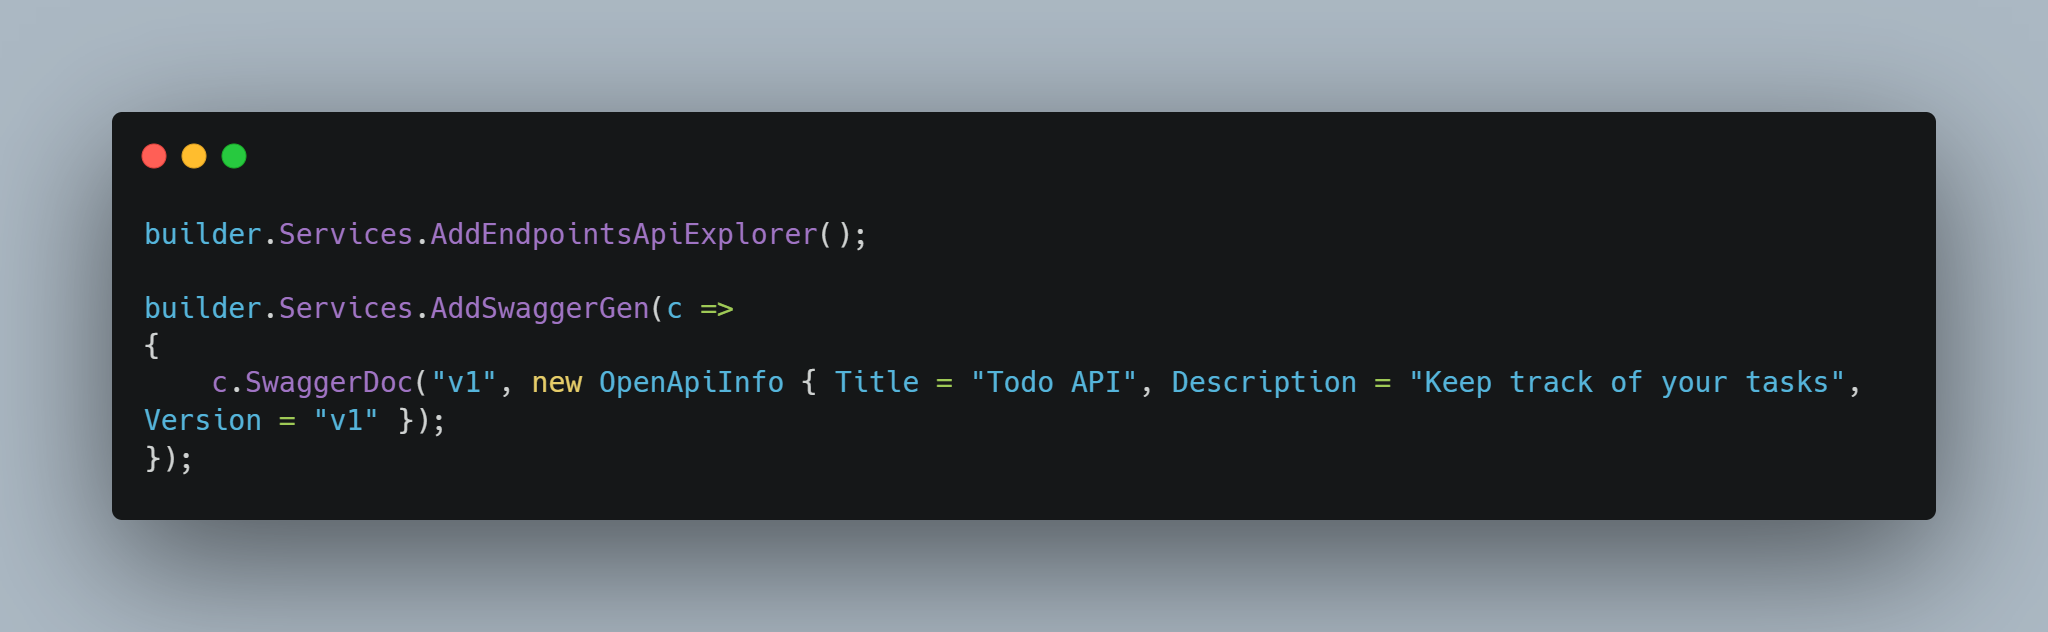 builder.Services.AddEndpointsApiExplorer();

builder.Services.AddSwaggerGen(c =>
{
    c.SwaggerDoc("v1", new OpenApiInfo { Title = "Todo API", Description = "Keep track of your tasks",
Version = "v1" });
});